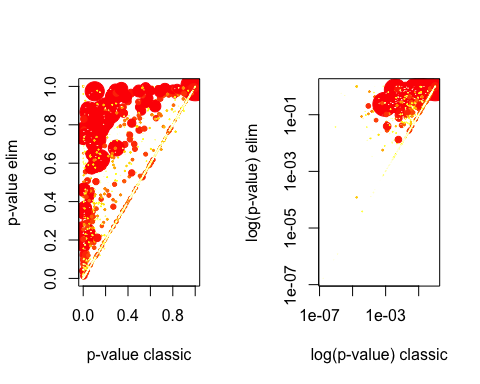 p-value elim
0.0 0.2 0.4 0.6 0.8 1.0
0.0 0.4 0.8
p-value classic
log(p-value) elim
1e-07 1e-05 1e-03 1e-01
1e-07 1e-03
log(p-value) classic